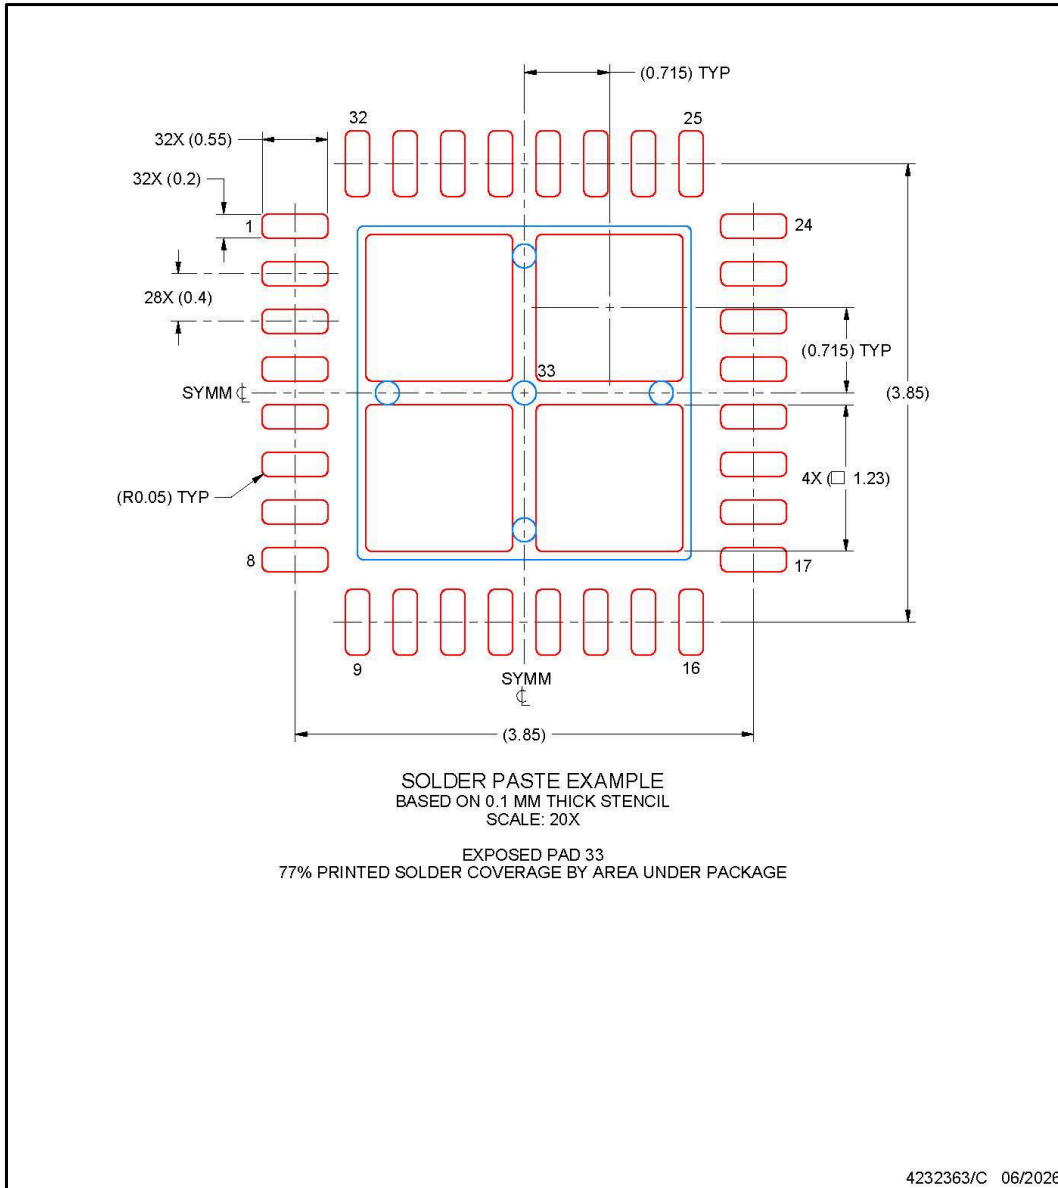 (0.715) TYP
32
25
32X (0.55)
32X (0.2)
1
24
28X (0.4)
(0.715) TYP
33
SYMM ℄
(3.85)
4X (□ 1.23)
(R0.05) TYP
8
17
9
16
SYMM
℄
(3.85)
SOLDER PASTE EXAMPLE
BASED ON 0.1 MM THICK STENCIL
SCALE: 20X
EXPOSED PAD 33
77% PRINTED SOLDER COVERAGE BY AREA UNDER PACKAGE
4232363/C 06/2026